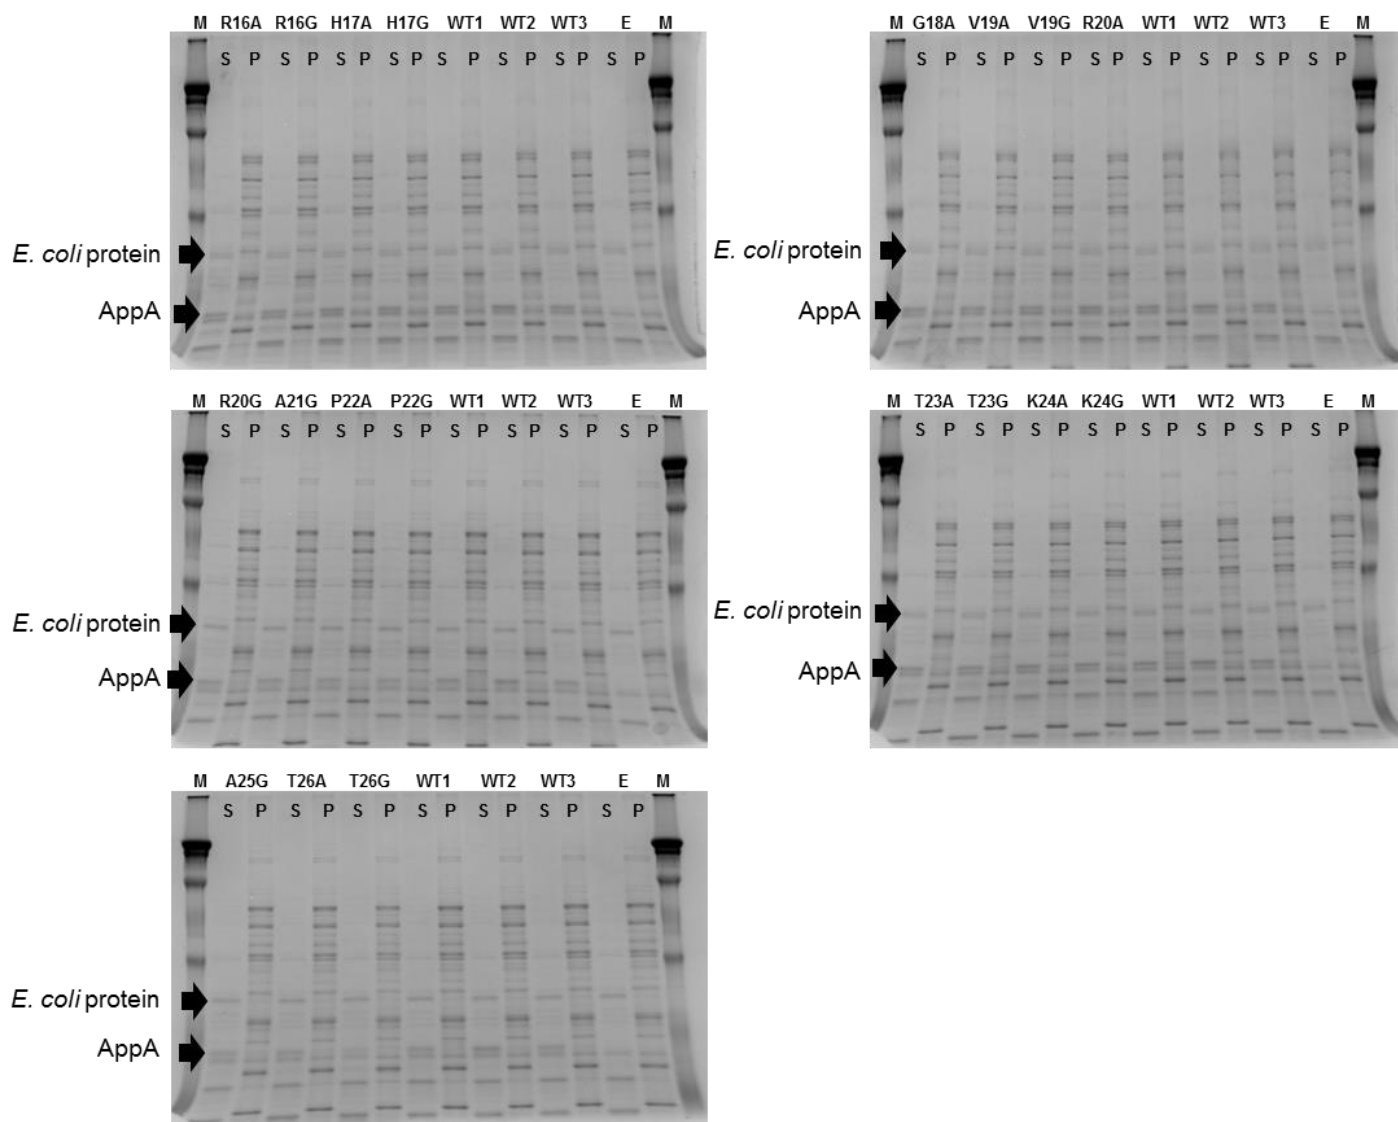 M R16A R16G H17A H17G WT1 WT2 WT3 E M
S P S P S P S P S P S P S P S P
E. coli protein
AppA
M G18A V19A V19G R20A WT1 WT2 WT3 E M
S P S P S P S P S P S P S P S P
E. coli protein
AppA
M R20G A21G P22A P22G WT1 WT2 WT3 E M
S P S P S P S P S P S P S P S P
E. coli protein
AppA
M T23A T23G K24A K24G WT1 WT2 WT3 E M
S P S P S P S P S P S P S P S P
E. coli protein
AppA
M A25G T26A T26G WT1 WT2 WT3 E M
S P S P S P S P S P S P S P
E. coli protein
AppA